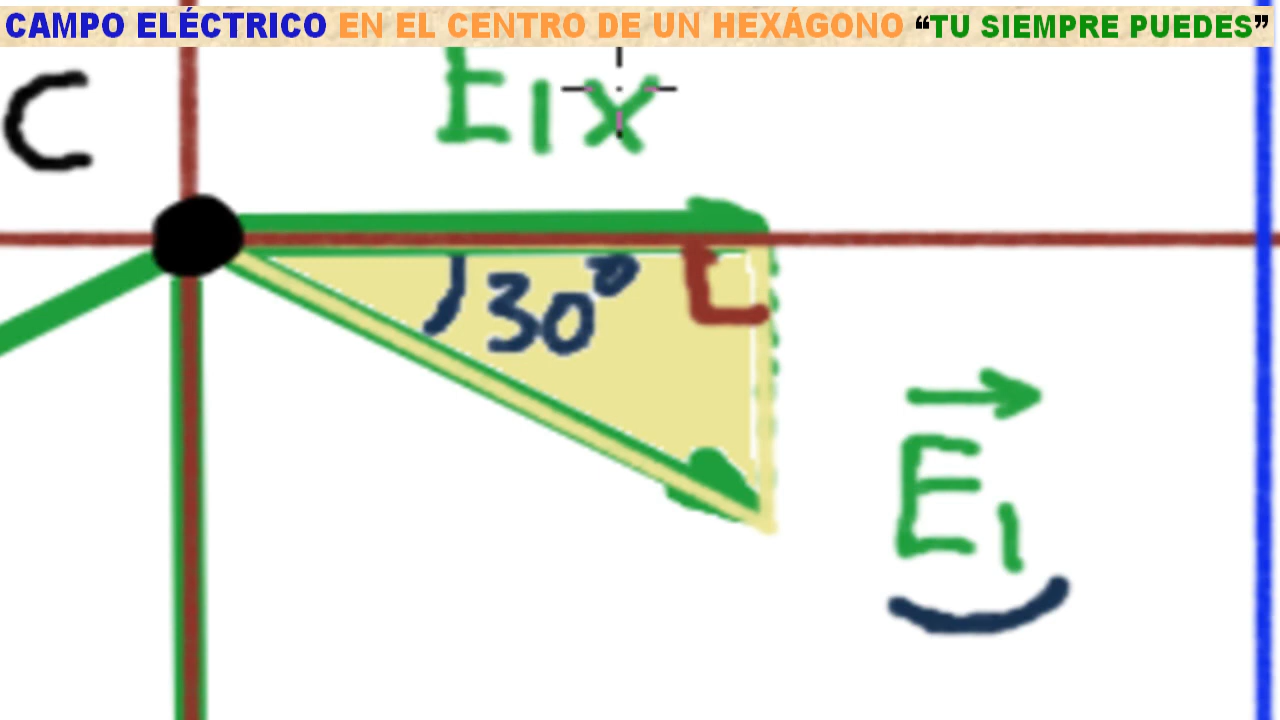 CAMPO ELÉCTRICO EN EL CENTRO DE UN HEXÁGONO “TU SIEMPRE PUEDES”
C
E1x
30°
E1